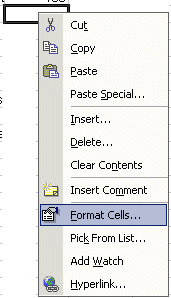 Cut
Copy
Paste
Paste Special...
Insert...
Delete...
Clear Contents
Insert Comment
Format Cells...
Pick From List...
Add Watch
Hyperlink...